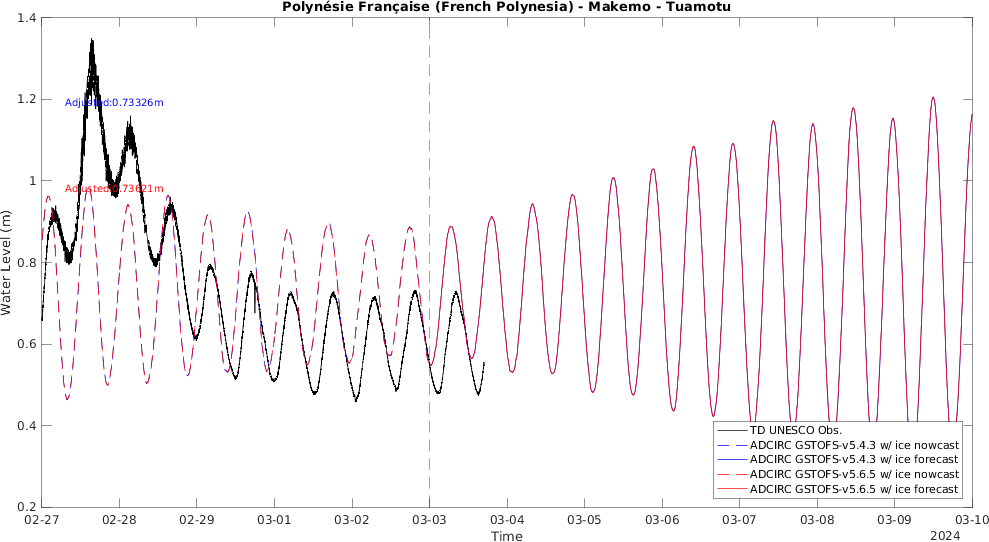 Polynésie Française (French Polynesia) - Makemo - Tuamotu
1.4
1.2
1
0.8
0.6
0.4
0.2
Water Level (m)
Adjusted:0.73326m
Adjusted:0.73621m
TD UNESCO Obs.
ADCIRC GSTOFS-v5.4.3 w/ ice nowcast
ADCIRC GSTOFS-v5.4.3 w/ ice forecast
ADCIRC GSTOFS-v5.6.5 w/ ice nowcast
ADCIRC GSTOFS-v5.6.5 w/ ice forecast
02-27 02-28 02-29 03-01 03-02 03-03 03-04 03-05 03-06 03-07 03-08 03-09 03-10
Time
2024